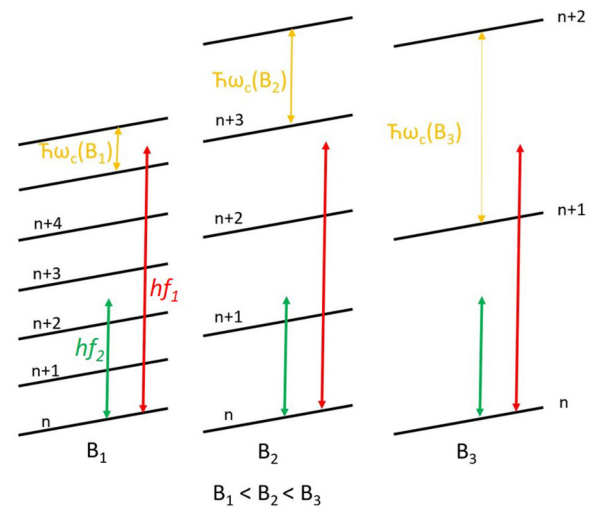 n+2
ħω_c(B_2)
n+3
ħω_c(B_1)
ħω_c(B_3)
n+4
n+2
n+1
n+3
hf_1
n+2
hf_2
n+1
n+1
n
n
n
B_1
B_2
B_3
B_1 < B_2 < B_3